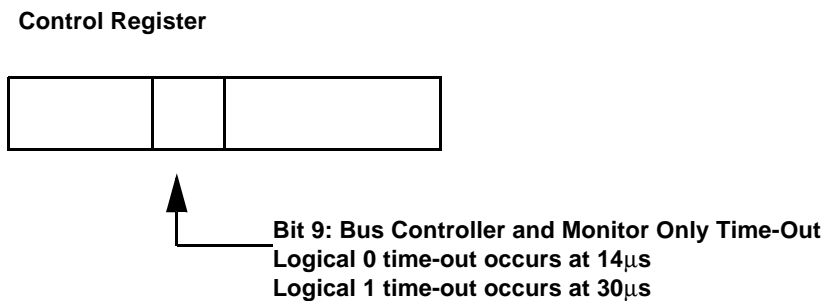 Control Register
Bit 9: Bus Controller and Monitor Only Time-Out
Logical 0 time-out occurs at 14μs
Logical 1 time-out occurs at 30μs